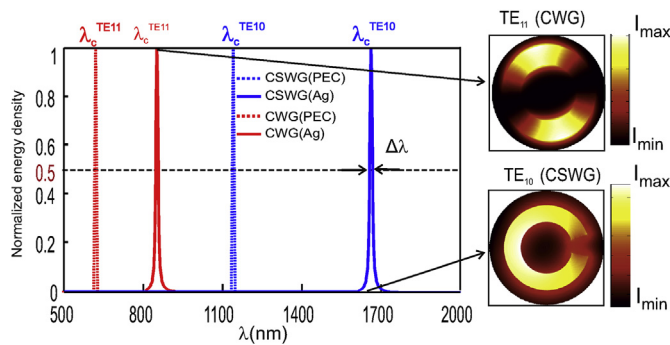 λc^TE11 λc^TE11 λc^TE10 λc^TE10
TE11 (CWG)
Imax
Imin
TE10 (CSWG)
Imax
Imin
Normalized energy density
1
0.8
0.6
0.5
0.4
0.2
0
CSWG(PEC)
CSWG(Ag)
CWG(PEC)
CWG(Ag)
Δλ
500 800 1100 1400 1700 2000
λ(nm)